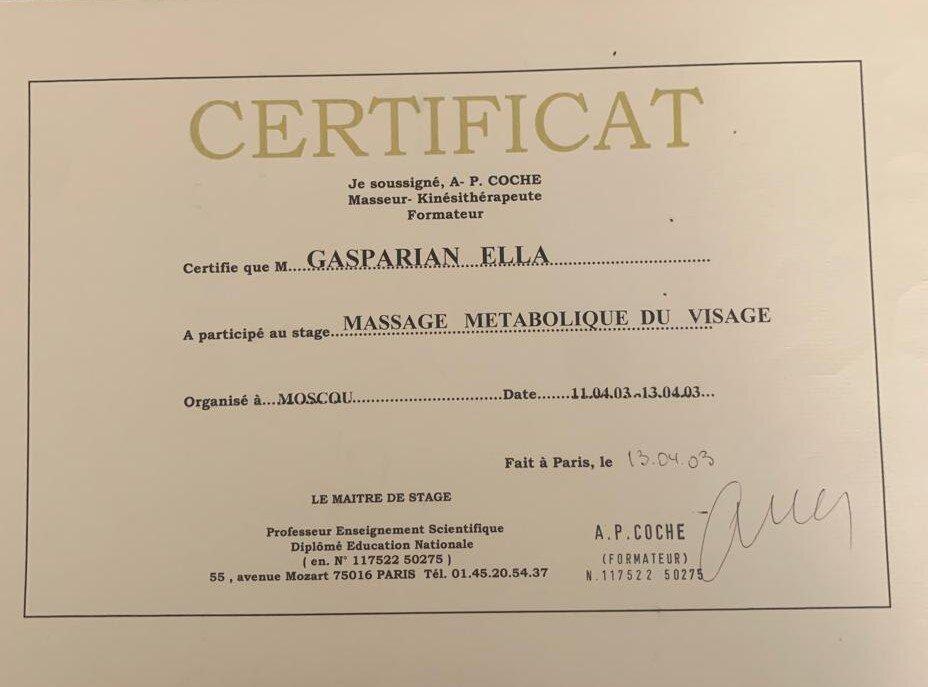 CERTIFICAT
Je soussigné, A- P. COCHE
Masseur- Kinésithérapeute
Formateur
Certifie que M....GASPARIAN ELLA
A participé au stage...MASSAGE METABOLIQUE DU VISAGE
Organisé à...MOSCOU...Date.......11.04.03-13.04.03...
Fait à Paris, le 13.04.03
LE MAITRE DE STAGE
Professeur Enseignement Scientifique
Diplômé Education Nationale
( en. N° 117522 50275 )
55 , avenue Mozart 75016 PARIS Tél. 01.45.20.54.37
A.P.COCHE
(FORMATEUR)
N.117522 50275